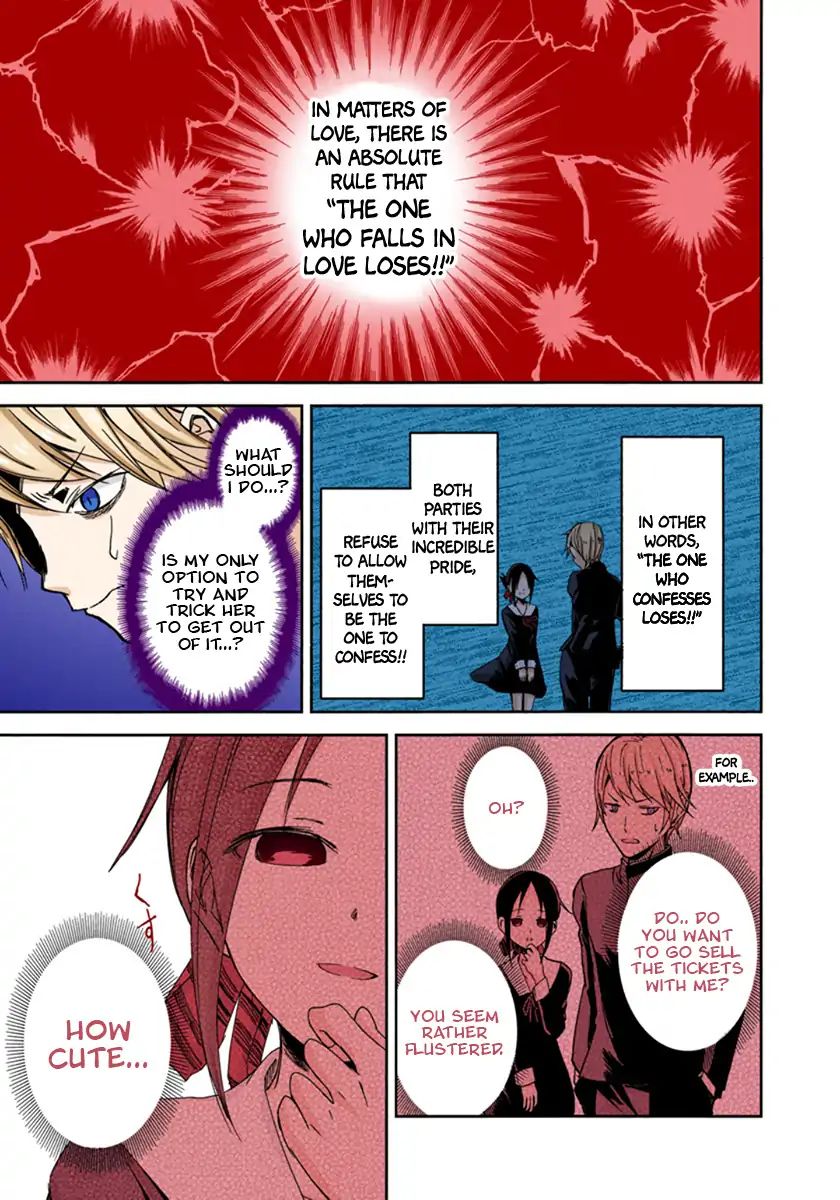 IN MATTERS OF
LOVE, THERE IS
AN ABSOLUTE
RULE THAT
"THE ONE
WHO FALLS IN
LOVE LOSES!!"
IN OTHER
WORDS,
"THE ONE
WHO
CONFESSES
LOSES!!"
BOTH
PARTIES
WITH THEIR
INCREDIBLE
PRIDE,
REFUSE
TO ALLOW
THEM-
SELVES TO
BE THE
ONE TO
CONFESS!!
WHAT
SHOULD
I DO...?
IS MY ONLY
OPTION TO
TRY AND
TRICK HER
TO GET OUT
OF IT...?
FOR
EXAMPLE..
DO.. DO
YOU WANT
TO GO SELL
THE TICKETS
WITH ME?
OH?
YOU SEEM
RATHER
FLUSTERED.
くす
HOW
CUTE...